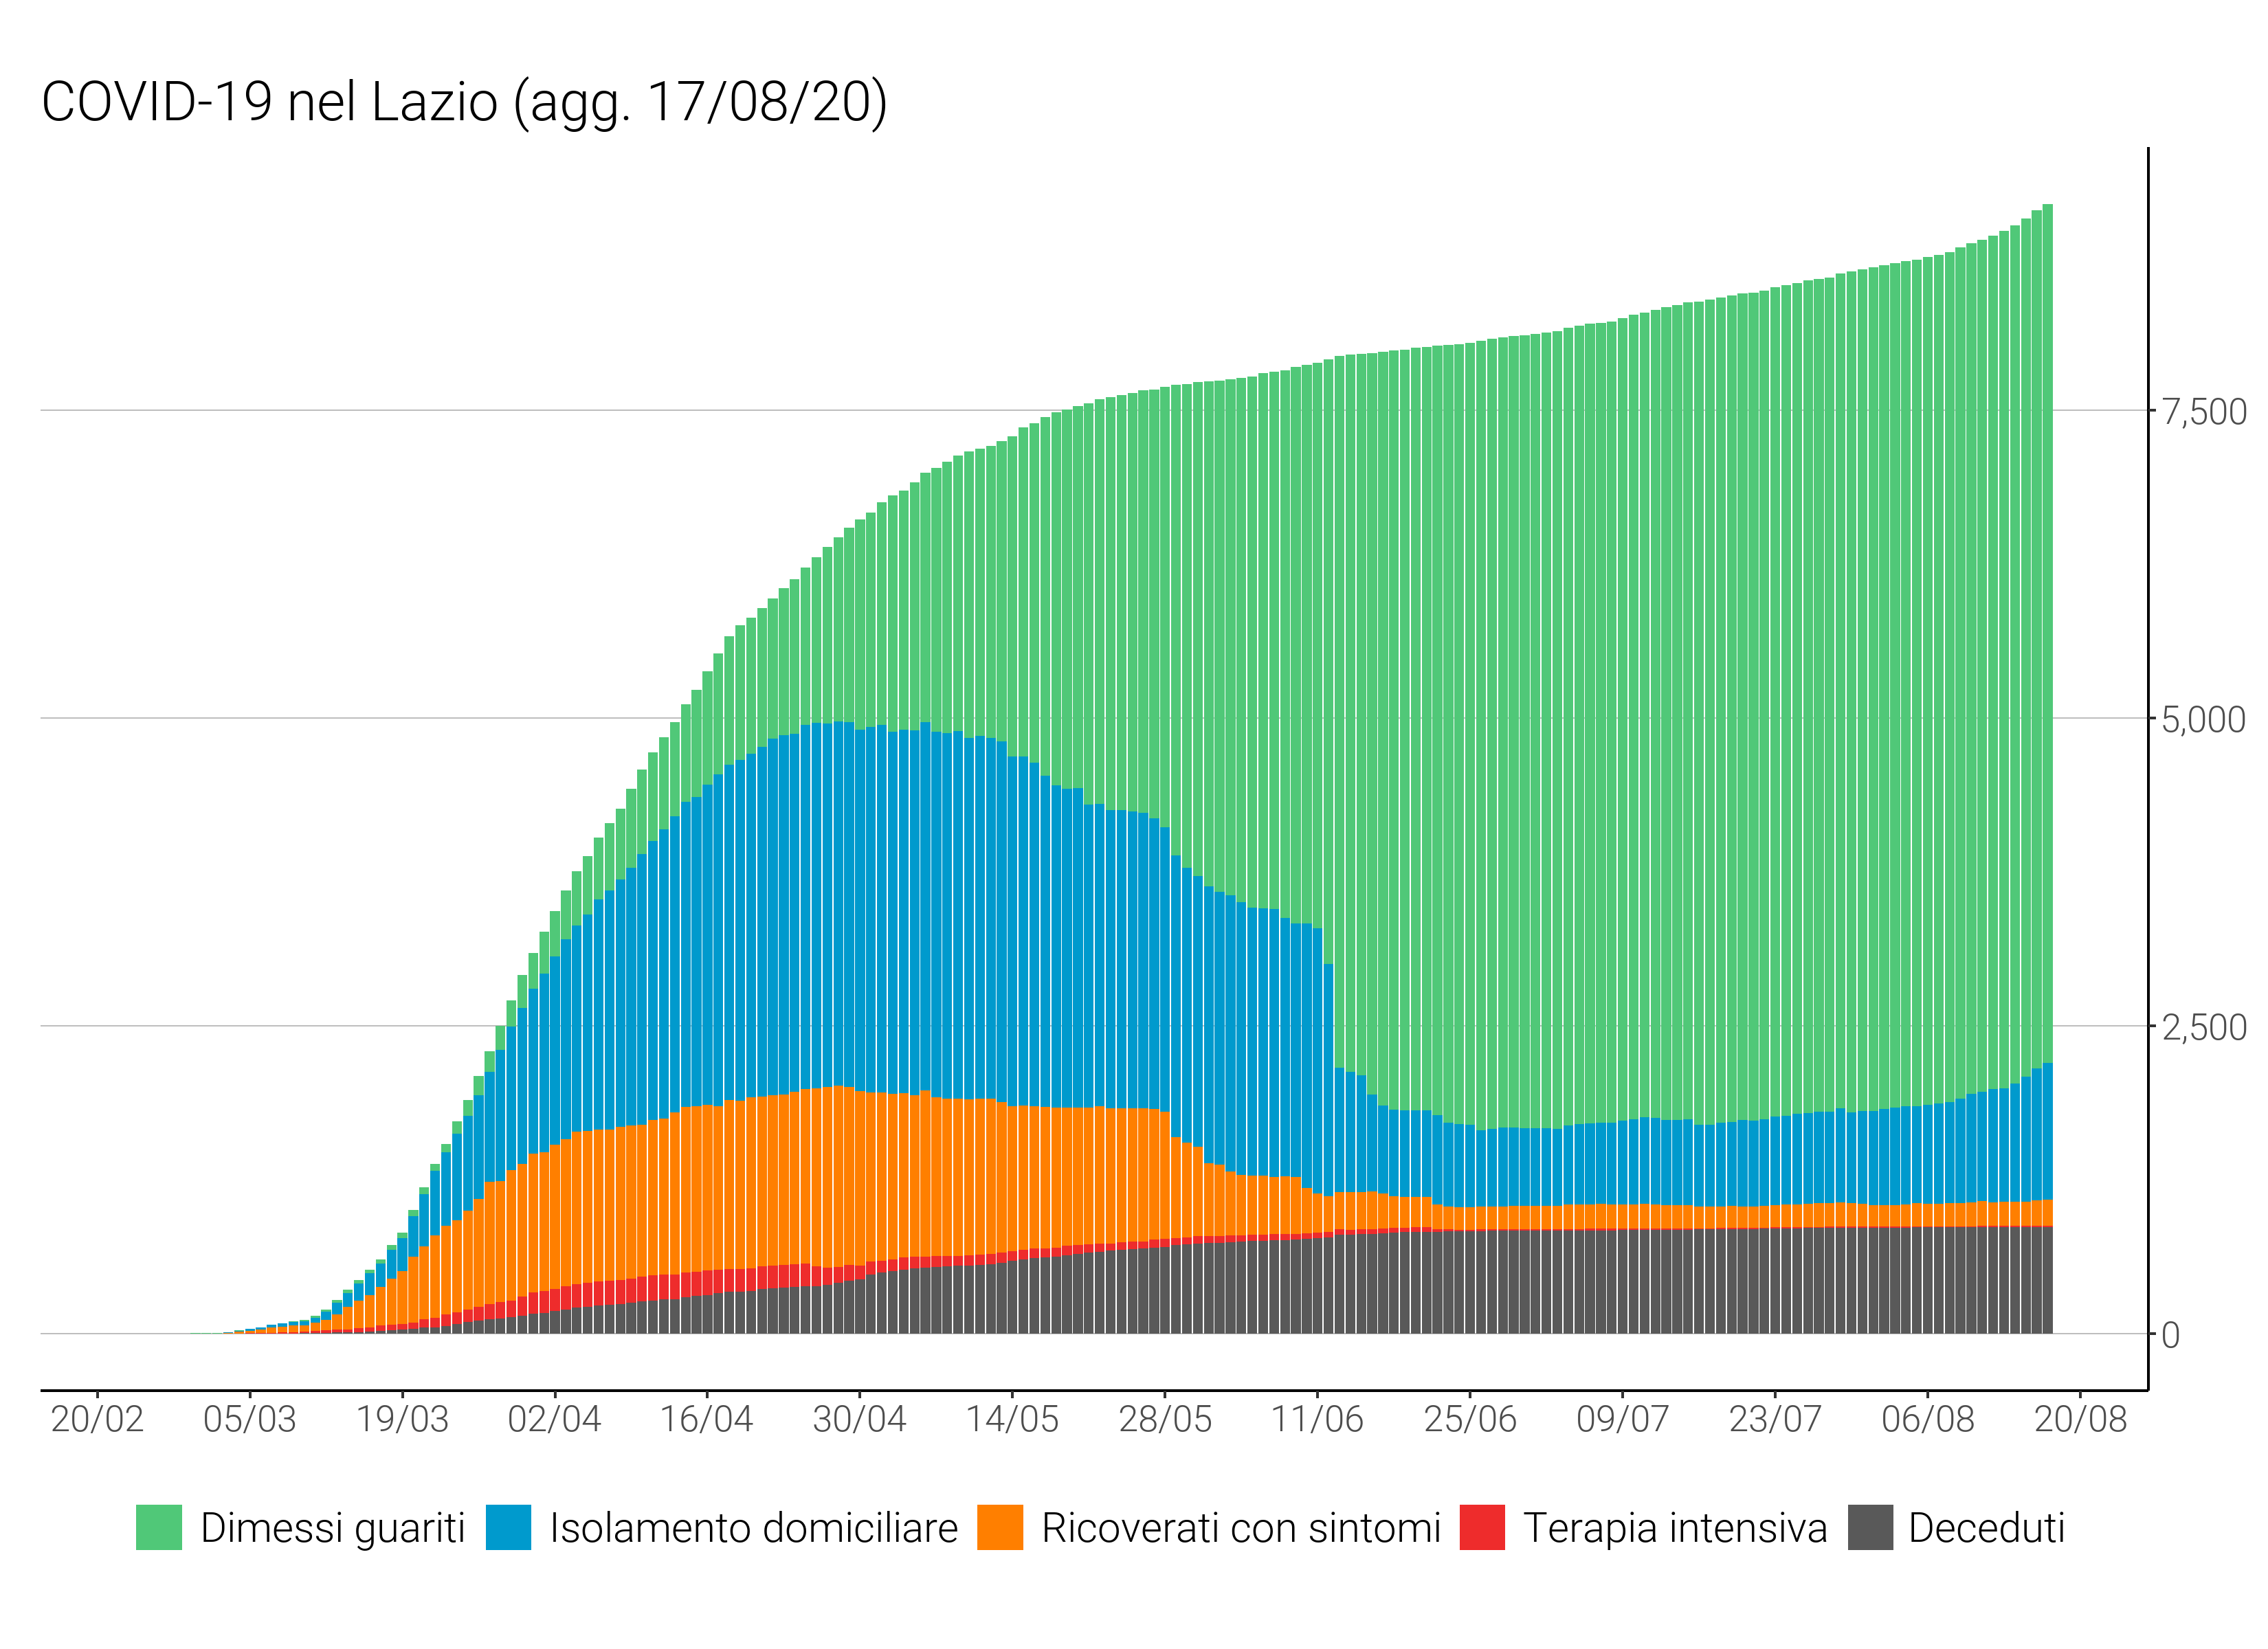 COVID-19 nel Lazio (agg. 17/08/20)
7,500
5,000
2,500
0
20/02 05/03 19/03 02/04 16/04 30/04 14/05 28/05 11/06 25/06 09/07 23/07 06/08 20/08
Dimessi guariti Isolamento domiciliare Ricoverati con sintomi Terapia intensiva Deceduti